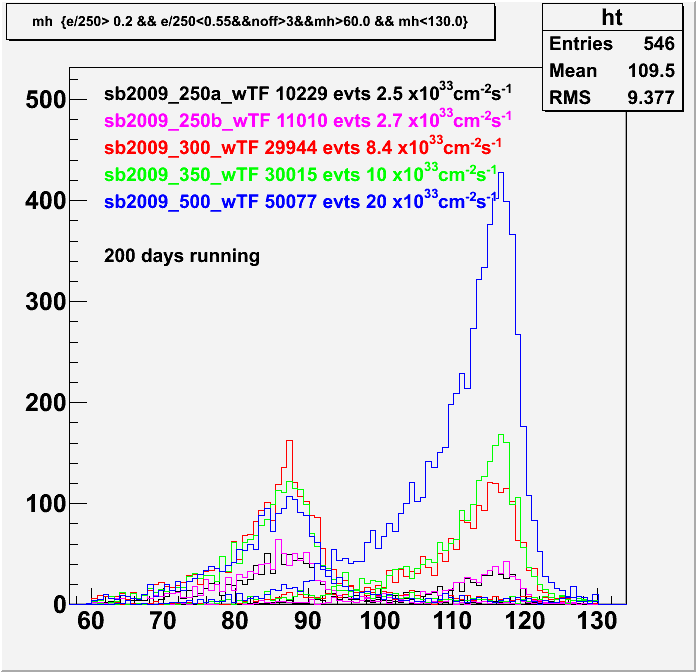 mh {e/250> 0.2 && e/250<0.55&&noff>3&&mh>60.0 && mh<130.0}
ht
Entries 546
Mean 109.5
RMS 9.377
sb2009_250a_wTF 10229 evts 2.5 x10³³cm⁻²s⁻¹
sb2009_250b_wTF 11010 evts 2.7 x10³³cm⁻²s⁻¹
sb2009_300_wTF 29944 evts 8.4 x10³³cm⁻²s⁻¹
sb2009_350_wTF 30015 evts 10 x10³³cm⁻²s⁻¹
sb2009_500_wTF 50077 evts 20 x10³³cm⁻²s⁻¹
200 days running
500
400
300
200
100
0
60 70 80 90 100 110 120 130